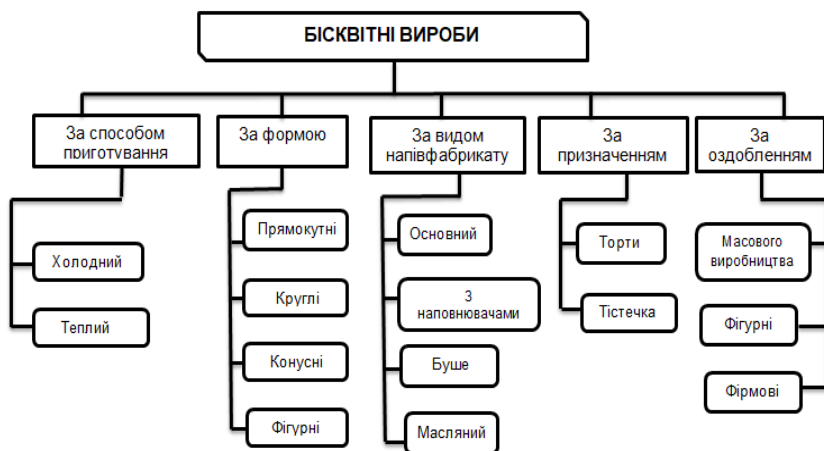 БІСКВІТНІ ВИРОБИ
За способом
приготування
Холодний
Теплий
За формою
Прямокутні
Круглі
Конусні
Фігурні
За видом
напівфабрикату
Основний
З
наповнювачами
Буше
Масляний
За
призначенням
Торти
Тістечка
За
оздобленням
Масового
виробництва
Фігурні
Фірмові